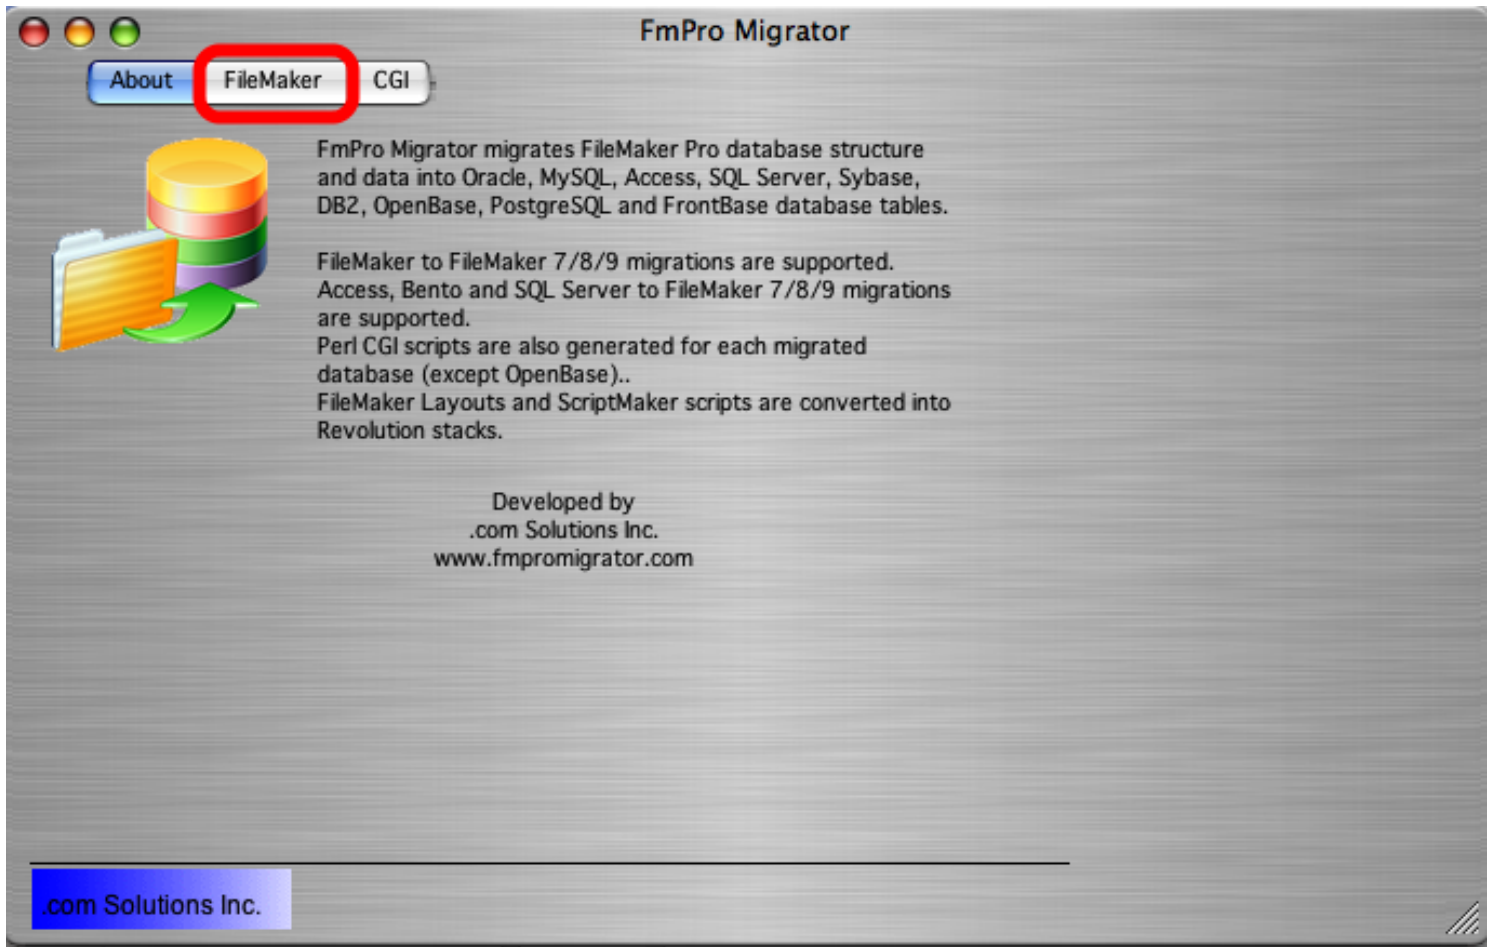 FmPro Migrator
About FileMaker CGI
FmPro Migrator migrates FileMaker Pro database structure
and data into Oracle, MySQL, Access, SQL Server, Sybase,
DB2, OpenBase, PostgreSQL and FrontBase database tables.
FileMaker to FileMaker 7/8/9 migrations are supported.
Access, Bento and SQL Server to FileMaker 7/8/9 migrations
are supported.
Perl CGI scripts are also generated for each migrated
database (except OpenBase)..
FileMaker Layouts and ScriptMaker scripts are converted into
Revolution stacks.
Developed by
.com Solutions Inc.
www.fmpromigrator.com
.com Solutions Inc.